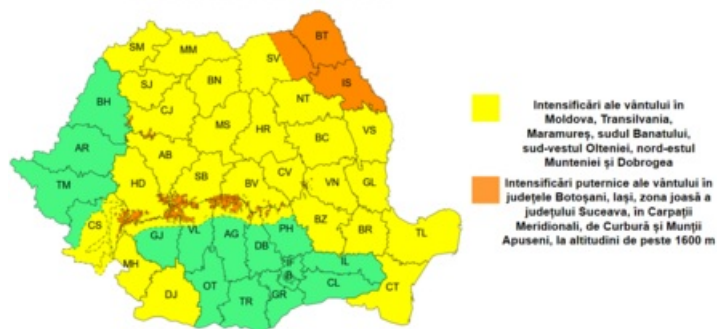 BT
SM
MM
SV
IS
SJ
BN
NT
BH
CJ
MS
HR
BC
VS
AR
AB
TM
HD
SB
BV
CV
VN
GL
CS
GJ
VL
AG
DB
PH
BZ
BR
TL
MH
IF
B
IL
DJ
OT
TR
GR
CL
CT
Intensificări ale vântului în
Moldova, Transilvania,
Maramureș, sudul Banatului,
sud-vestul Olteniei, nord-estul
Munteniei și Dobrogea
Intensificări puternice ale vântului în
județele Botoșani, Iași, zona joasă a
județului Suceava, în Carpații
Meridionali, de Curbură și Munții
Apuseni, la altitudini de peste 1600 m